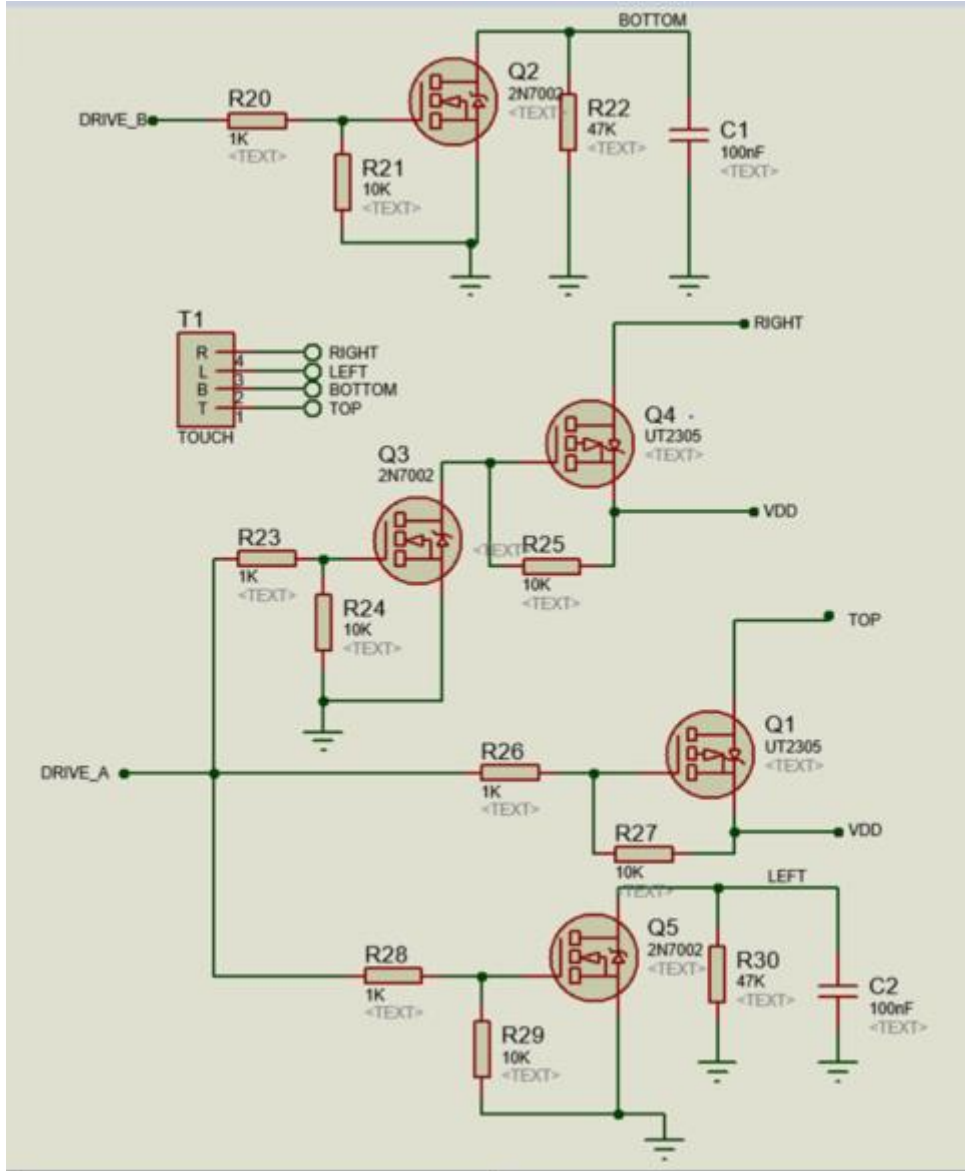 BOTTOM
Q2
2N7002
<TEXT>
R20
DRIVE_B
1K
<TEXT>
R22
47K
<TEXT>
C1
100nF
<TEXT>
R21
10K
<TEXT>
T1
R
4
RIGHT
L
3
LEFT
B
2
BOTTOM
T
1
TOP
TOUCH
RIGHT
Q4
UT2305
<TEXT>
Q3
2N7002
<TEXT>
VDD
R23
1K
<TEXT>
R25
10K
<TEXT>
R24
10K
<TEXT>
TOP
Q1
UT2305
<TEXT>
R26
DRIVE_A
1K
<TEXT>
VDD
R27
10K
<TEXT>
LEFT
Q5
2N7002
<TEXT>
R28
1K
<TEXT>
R30
47K
<TEXT>
C2
100nF
<TEXT>
R29
10K
<TEXT>